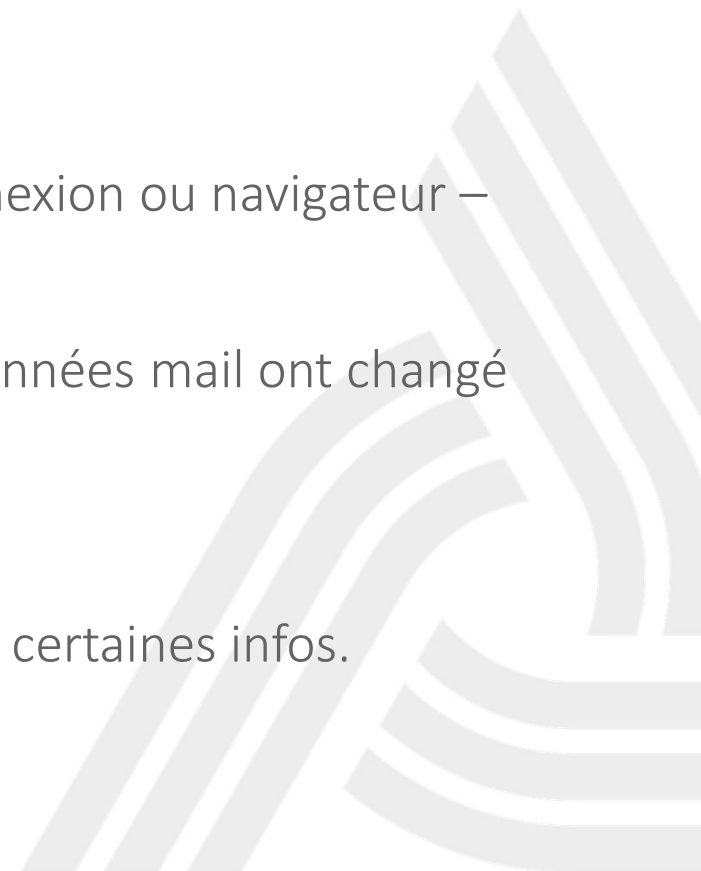 nexion ou navigateur –
nnées mail ont changé
certaines infos.